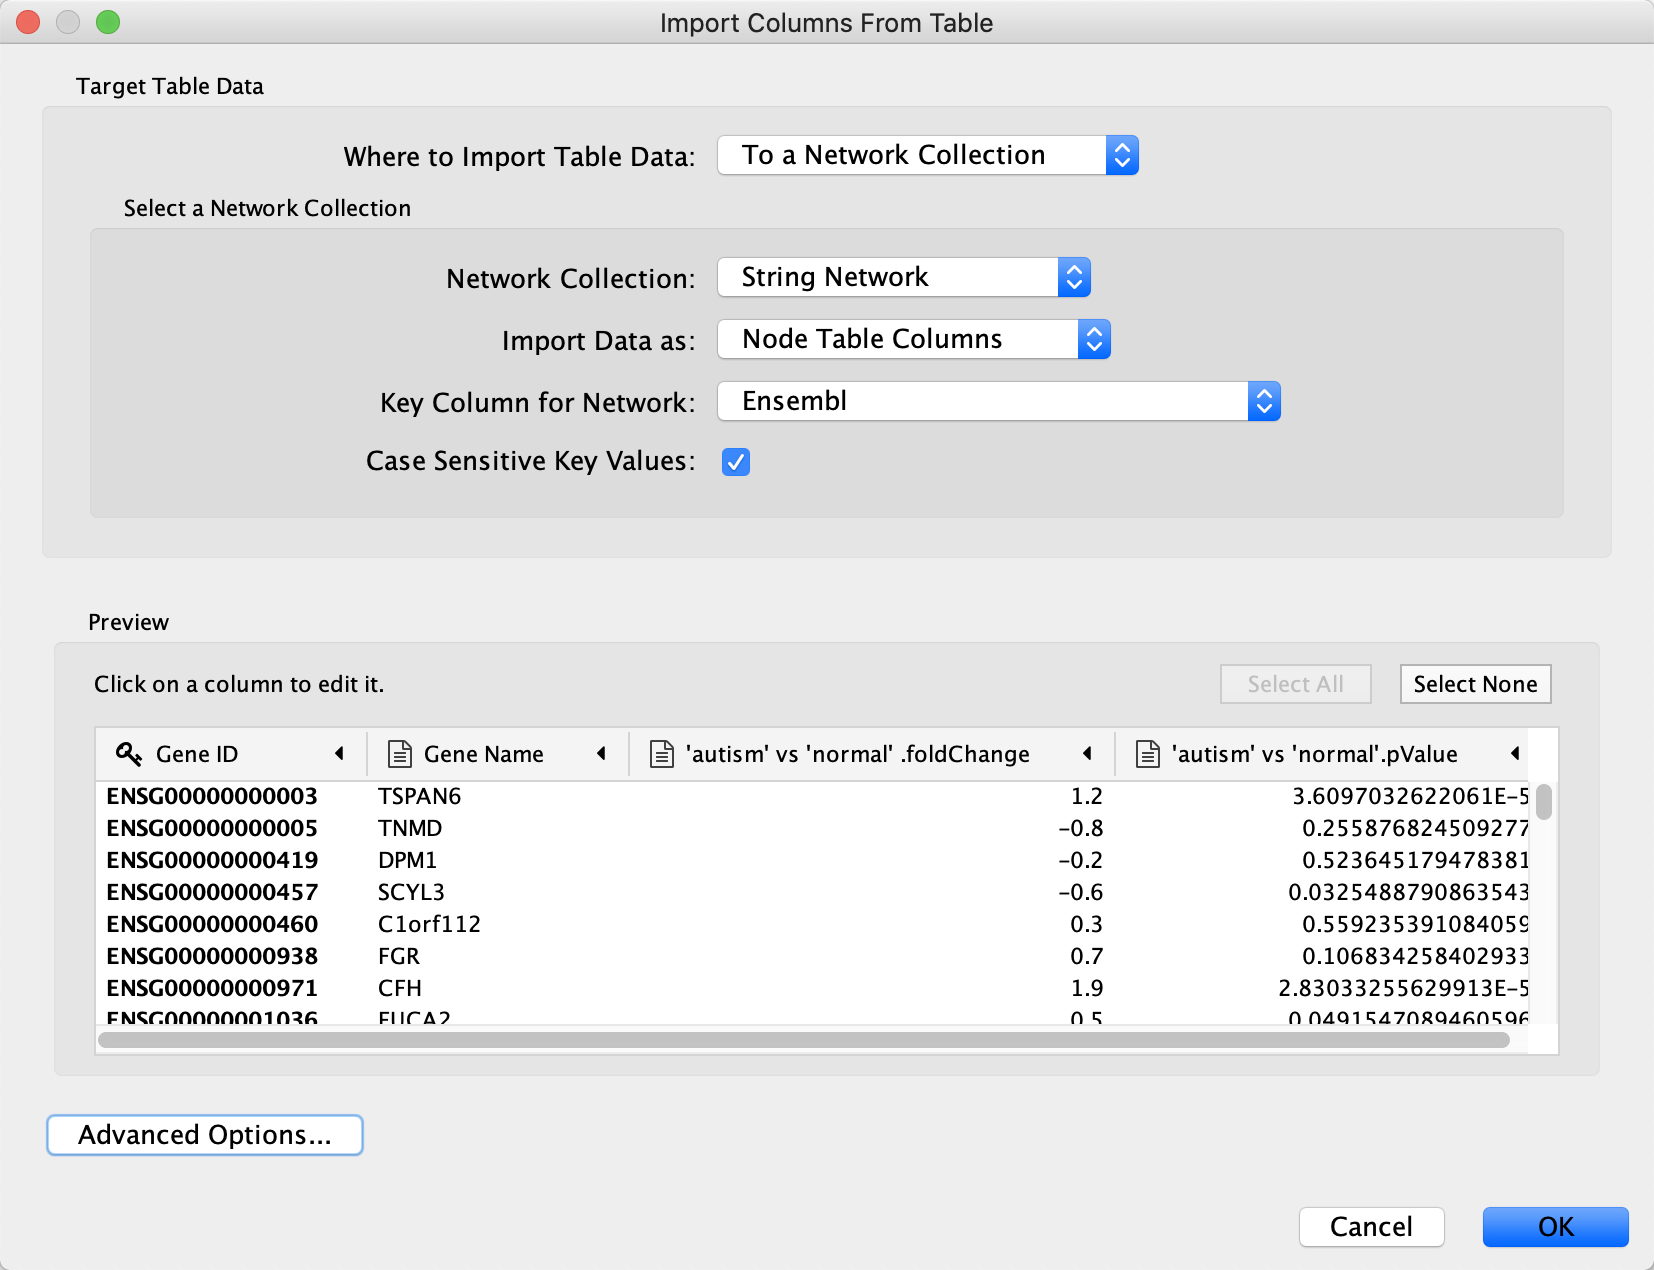 Import Columns From Table
Target Table Data
Where to Import Table Data: To a Network Collection
Select a Network Collection
Network Collection: String Network
Import Data as: Node Table Columns
Key Column for Network: Ensembl
Case Sensitive Key Values:
Preview
Click on a column to edit it. Select All Select None
Gene ID Gene Name 'autism' vs 'normal' .foldChange 'autism' vs 'normal'.pValue
ENSG00000000003 TSPAN6 1.2 3.6097032622061E-5
ENSG00000000005 TNMD -0.8 0.255876824509277
ENSG00000000419 DPM1 -0.2 0.523645179478381
ENSG00000000457 SCYL3 -0.6 0.0325488790863543
ENSG00000000460 C1orf112 0.3 0.559235391084059
ENSG00000000938 FGR 0.7 0.106834258402933
ENSG00000000971 CFH 1.9 2.83033255629913E-5
ENSG00000001036 FUCA2 0.5 0.0491547089460596
Advanced Options...
Cancel OK